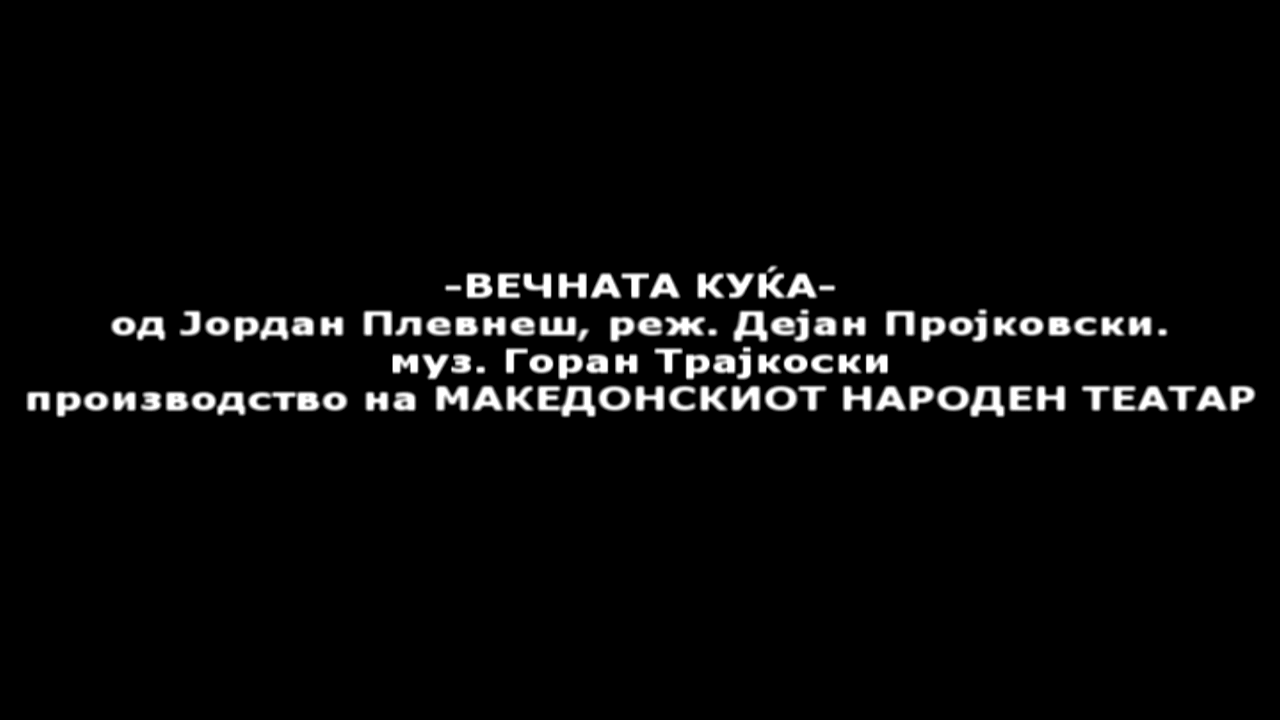 -ВЕЧНАТА КУЌА-
од Јордан Плевнеш, реж. Дејан Пројковски.
муз. Горан Трајкоски
производство на МАКЕДОНСКИОТ НАРОДЕН ТЕАТАР